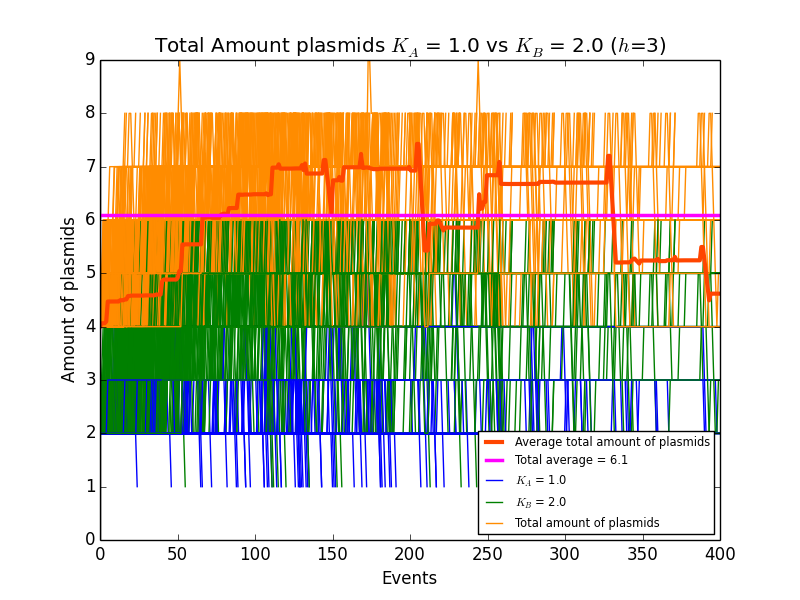 Total Amount plasmids K_A = 1.0 vs K_B = 2.0 (h=3)
9
8
7
6
5
4
3
2
1
0
Amount of plasmids
Average total amount of plasmids
Total average = 6.1
K_A = 1.0
K_B = 2.0
Total amount of plasmids
0 50 100 150 200 250 300 350 400
Events